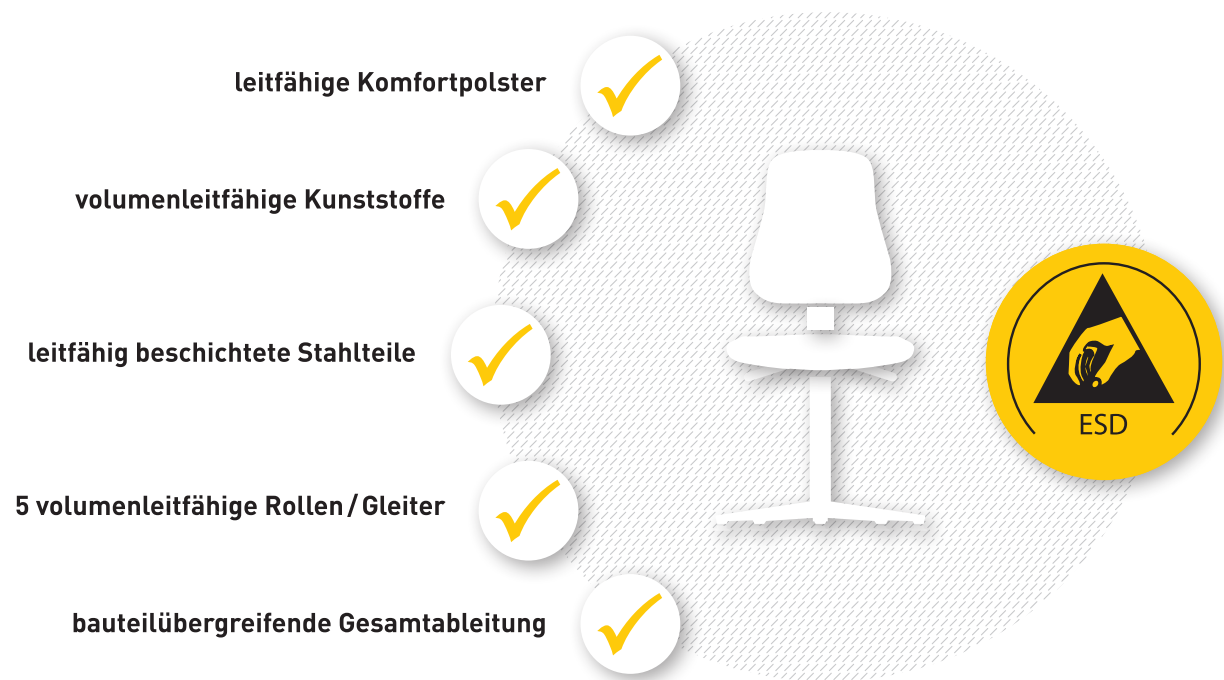 leitfähige Komfortpolster
volumenleitfähige Kunststoffe
leitfähig beschichtete Stahlteile
5 volumenleitfähige Rollen/Gleiter
bauteilübergreifende Gesamtableitung
ESD